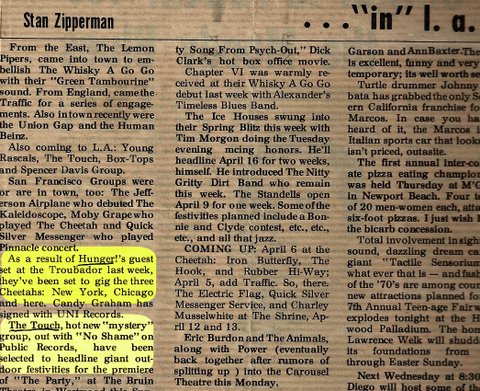 Stan Zipperman
..."in" l. a.
From the East, The Lemon
Pipers, came into town to em-
bellish The Whisky A Go Go
with their "Green Tambourine"
sound. From England, came the
Traffic for a series of engage-
ments. Also in town recently were
the Union Gap and the Human
Beinz.
Also coming to L.A.: Young
Rascals, The Touch, Box-Tops
and Spencer Davis Group.
San Francisco Groups were
or are in town, too: The Jef-
ferson Airplane who debuted The
Kaleidoscope, Moby Grape who
played The Cheetah and Quick
Silver Messenger who played
Pinnacle concert.
As a result of Hunger!'s guest
set at the Troubador last week,
they've been set to gig the three
Cheetahs: New York, Chicago
and here. Candy Graham has
signed with UNI Records.
The Touch, hot new "mystery"
group, out with "No Shame" on
Public Records, have been
selected to headline giant out-
door festivities for the premiere
of "The Party," at The Bruin
ty Song From Psych-Out," Dick
Clark's hot box office movie.
Chapter VI was warmly re-
ceived at their Whisky A Go Go
debut last week with Alexander's
Timeless Blues Band.
The Ice Houses swung into
their Spring Blitz this week with
Tim Morgon doing the Tuesday
evening mcing honors. He'll
headline April 16 for two weeks,
himself. He introduced The Nitty
Gritty Dirt Band who remain
this week. The Standells open
April 9 for one week. Some of the
festivities planned include a Bon-
nie and Clyde contest, etc., etc.,
etc., and all that jazz.
COMING UP: April 6 at the
Cheetah: Iron Butterfly, The
Hook, and Rubber Hi-Way;
April 5, add Traffic. So, there.
The Electric Flag, Quick Silver
Messenger Service, and Charley
Musselwhite at The Shrine, Ap-
ril 12 and 13.
Eric Burdon and The Animals,
along with Power (eventually
back together after rumors of
splitting up) into the Carousel
Theatre this Monday.
Garson and Ann Baxter. The
is excellent, funny and very
temporary; its well worth se
Turtle drummer Johnny
bata has grabbed the only So
ern California franchise fo
Marcos. In case you ha
heard of it, the Marcos i
Italian sports car that look
isn't priced, outasite.
The first annual inter-co
ate pizza eating champion
was held Thursday at M'G
in Newport Beach. Four te
of 20 men-women each, atta
six-foot pizzas. I just wish I
the bicarb concession.
Total involvement in sigh
sound, dazzling dream ca
giant "Tactile Sensoriu
what ever that is — and fash
of the '70's are among cou
new attractions planned fo
7th Annual Teen-age Fair
explodes tonight at the H
wood Palladium. The hom
Lawrence Welk will shudd
its foundations from
through Easter Sunday.
Next Wednesday at 8:30
Diego will host one of the